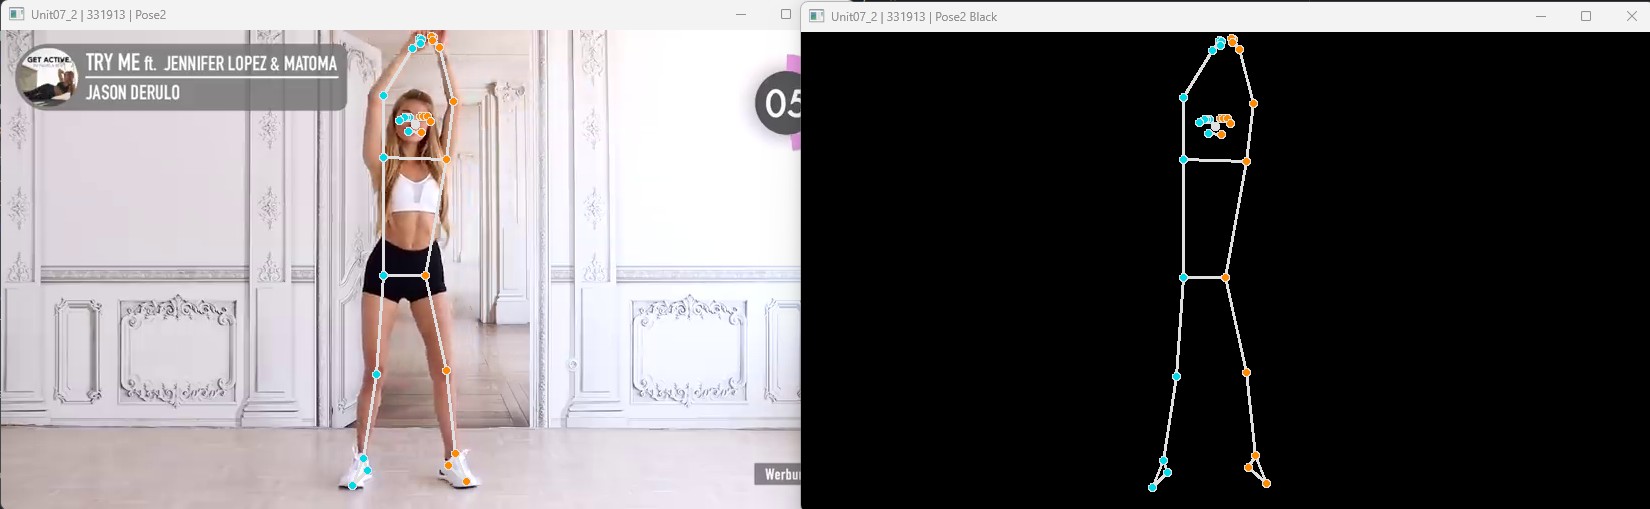 Unit07_2 | 331913 | Pose2
Unit07_2 | 331913 | Pose2 Black
GET ACTIVE
TRY ME ft. JENNIFER LOPEZ & MATOMA
JASON DERULO
05
Werbu